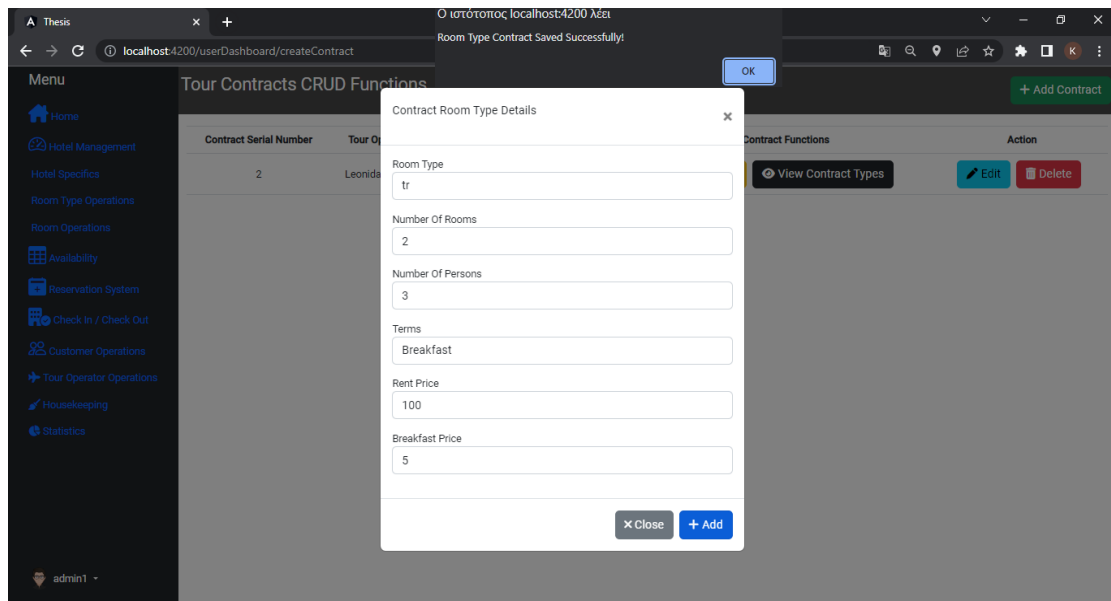 Thesis
Ο ιστότοπος localhost:4200 λέει
Room Type Contract Saved Successfully!
OK
localhost:4200/userDashboard/createContract
K
Menu
Tour Contracts CRUD Functions
+ Add Contract
Home
Hotel Management
Hotel Specifics
Room Type Operations
Room Operations
Availability
Reservation System
Check In / Check Out
Customer Operations
Tour Operator Operations
Housekeeping
Statistics
admin1
Contract Serial Number Tour Contract Functions Action
2 Leonida View Contract Types Edit Delete
Contract Room Type Details
×
Room Type
tr
Number Of Rooms
2
Number Of Persons
3
Terms
Breakfast
Rent Price
100
Breakfast Price
5
× Close + Add